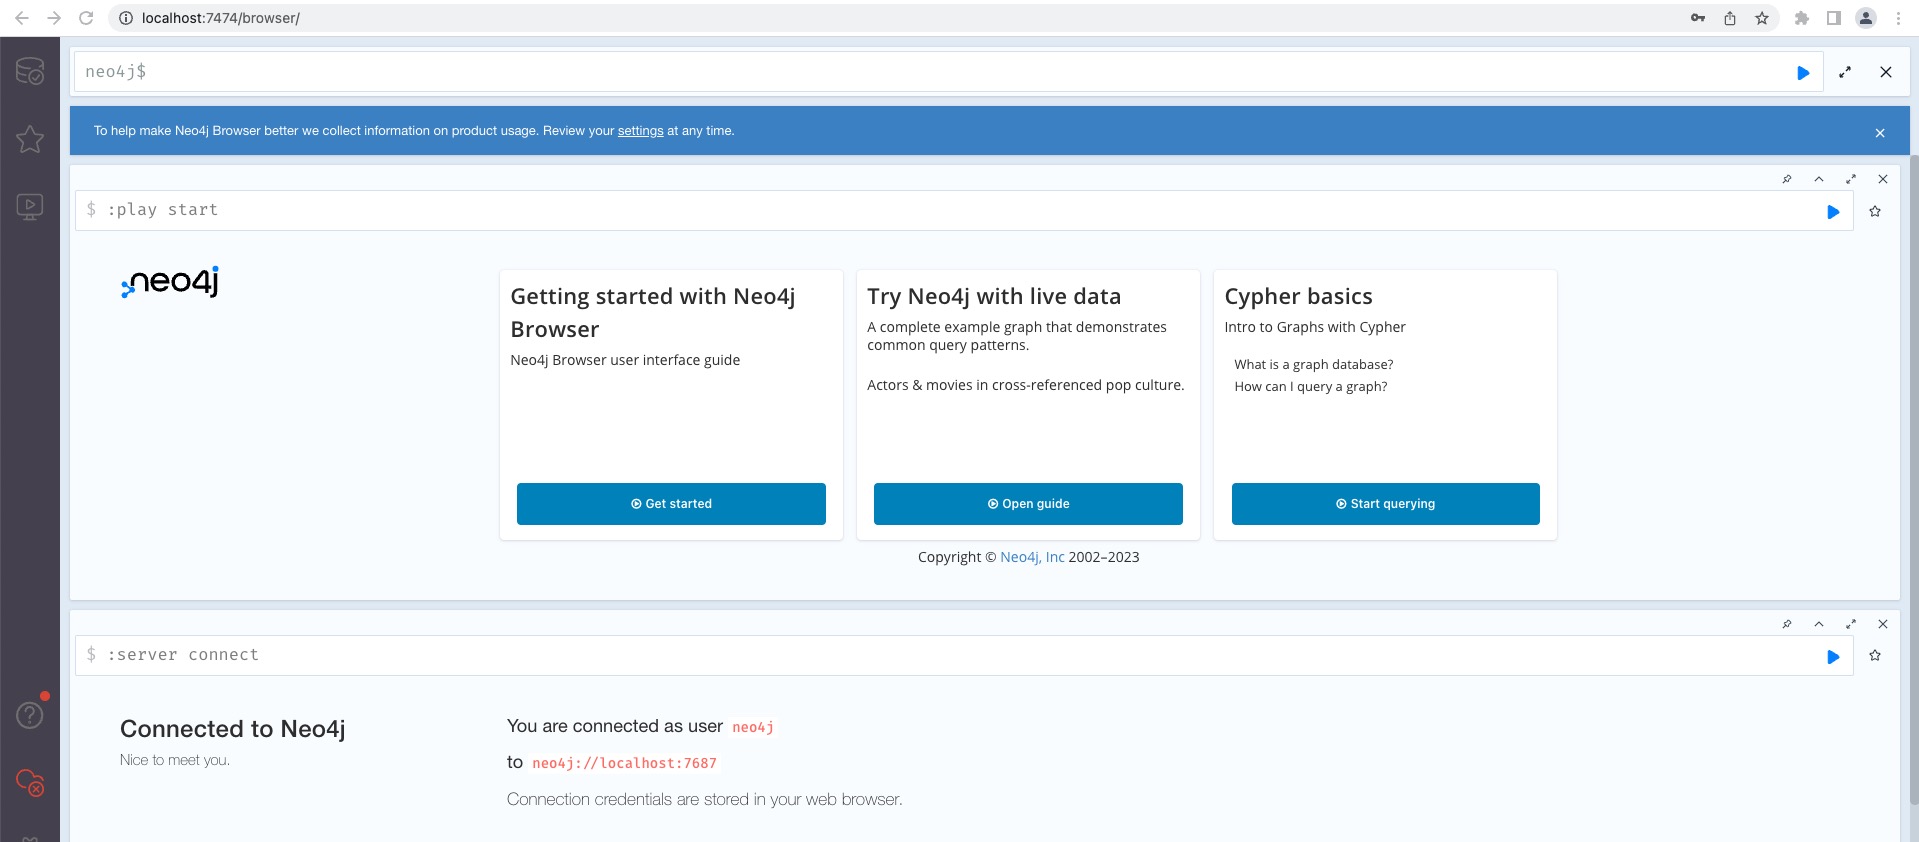 localhost:7474/browser/
neo4j$
To help make Neo4j Browser better we collect information on product usage. Review your settings at any time.
$ :play start
neo4j
Getting started with Neo4j
Browser
Neo4j Browser user interface guide
Get started
Try Neo4j with live data
A complete example graph that demonstrates
common query patterns.
Actors & movies in cross-referenced pop culture.
Open guide
Cypher basics
Intro to Graphs with Cypher
What is a graph database?
How can I query a graph?
Start querying
Copyright © Neo4j, Inc 2002–2023
$ :server connect
Connected to Neo4j
Nice to meet you.
You are connected as user neo4j
to neo4j://localhost:7687
Connection credentials are stored in your web browser.